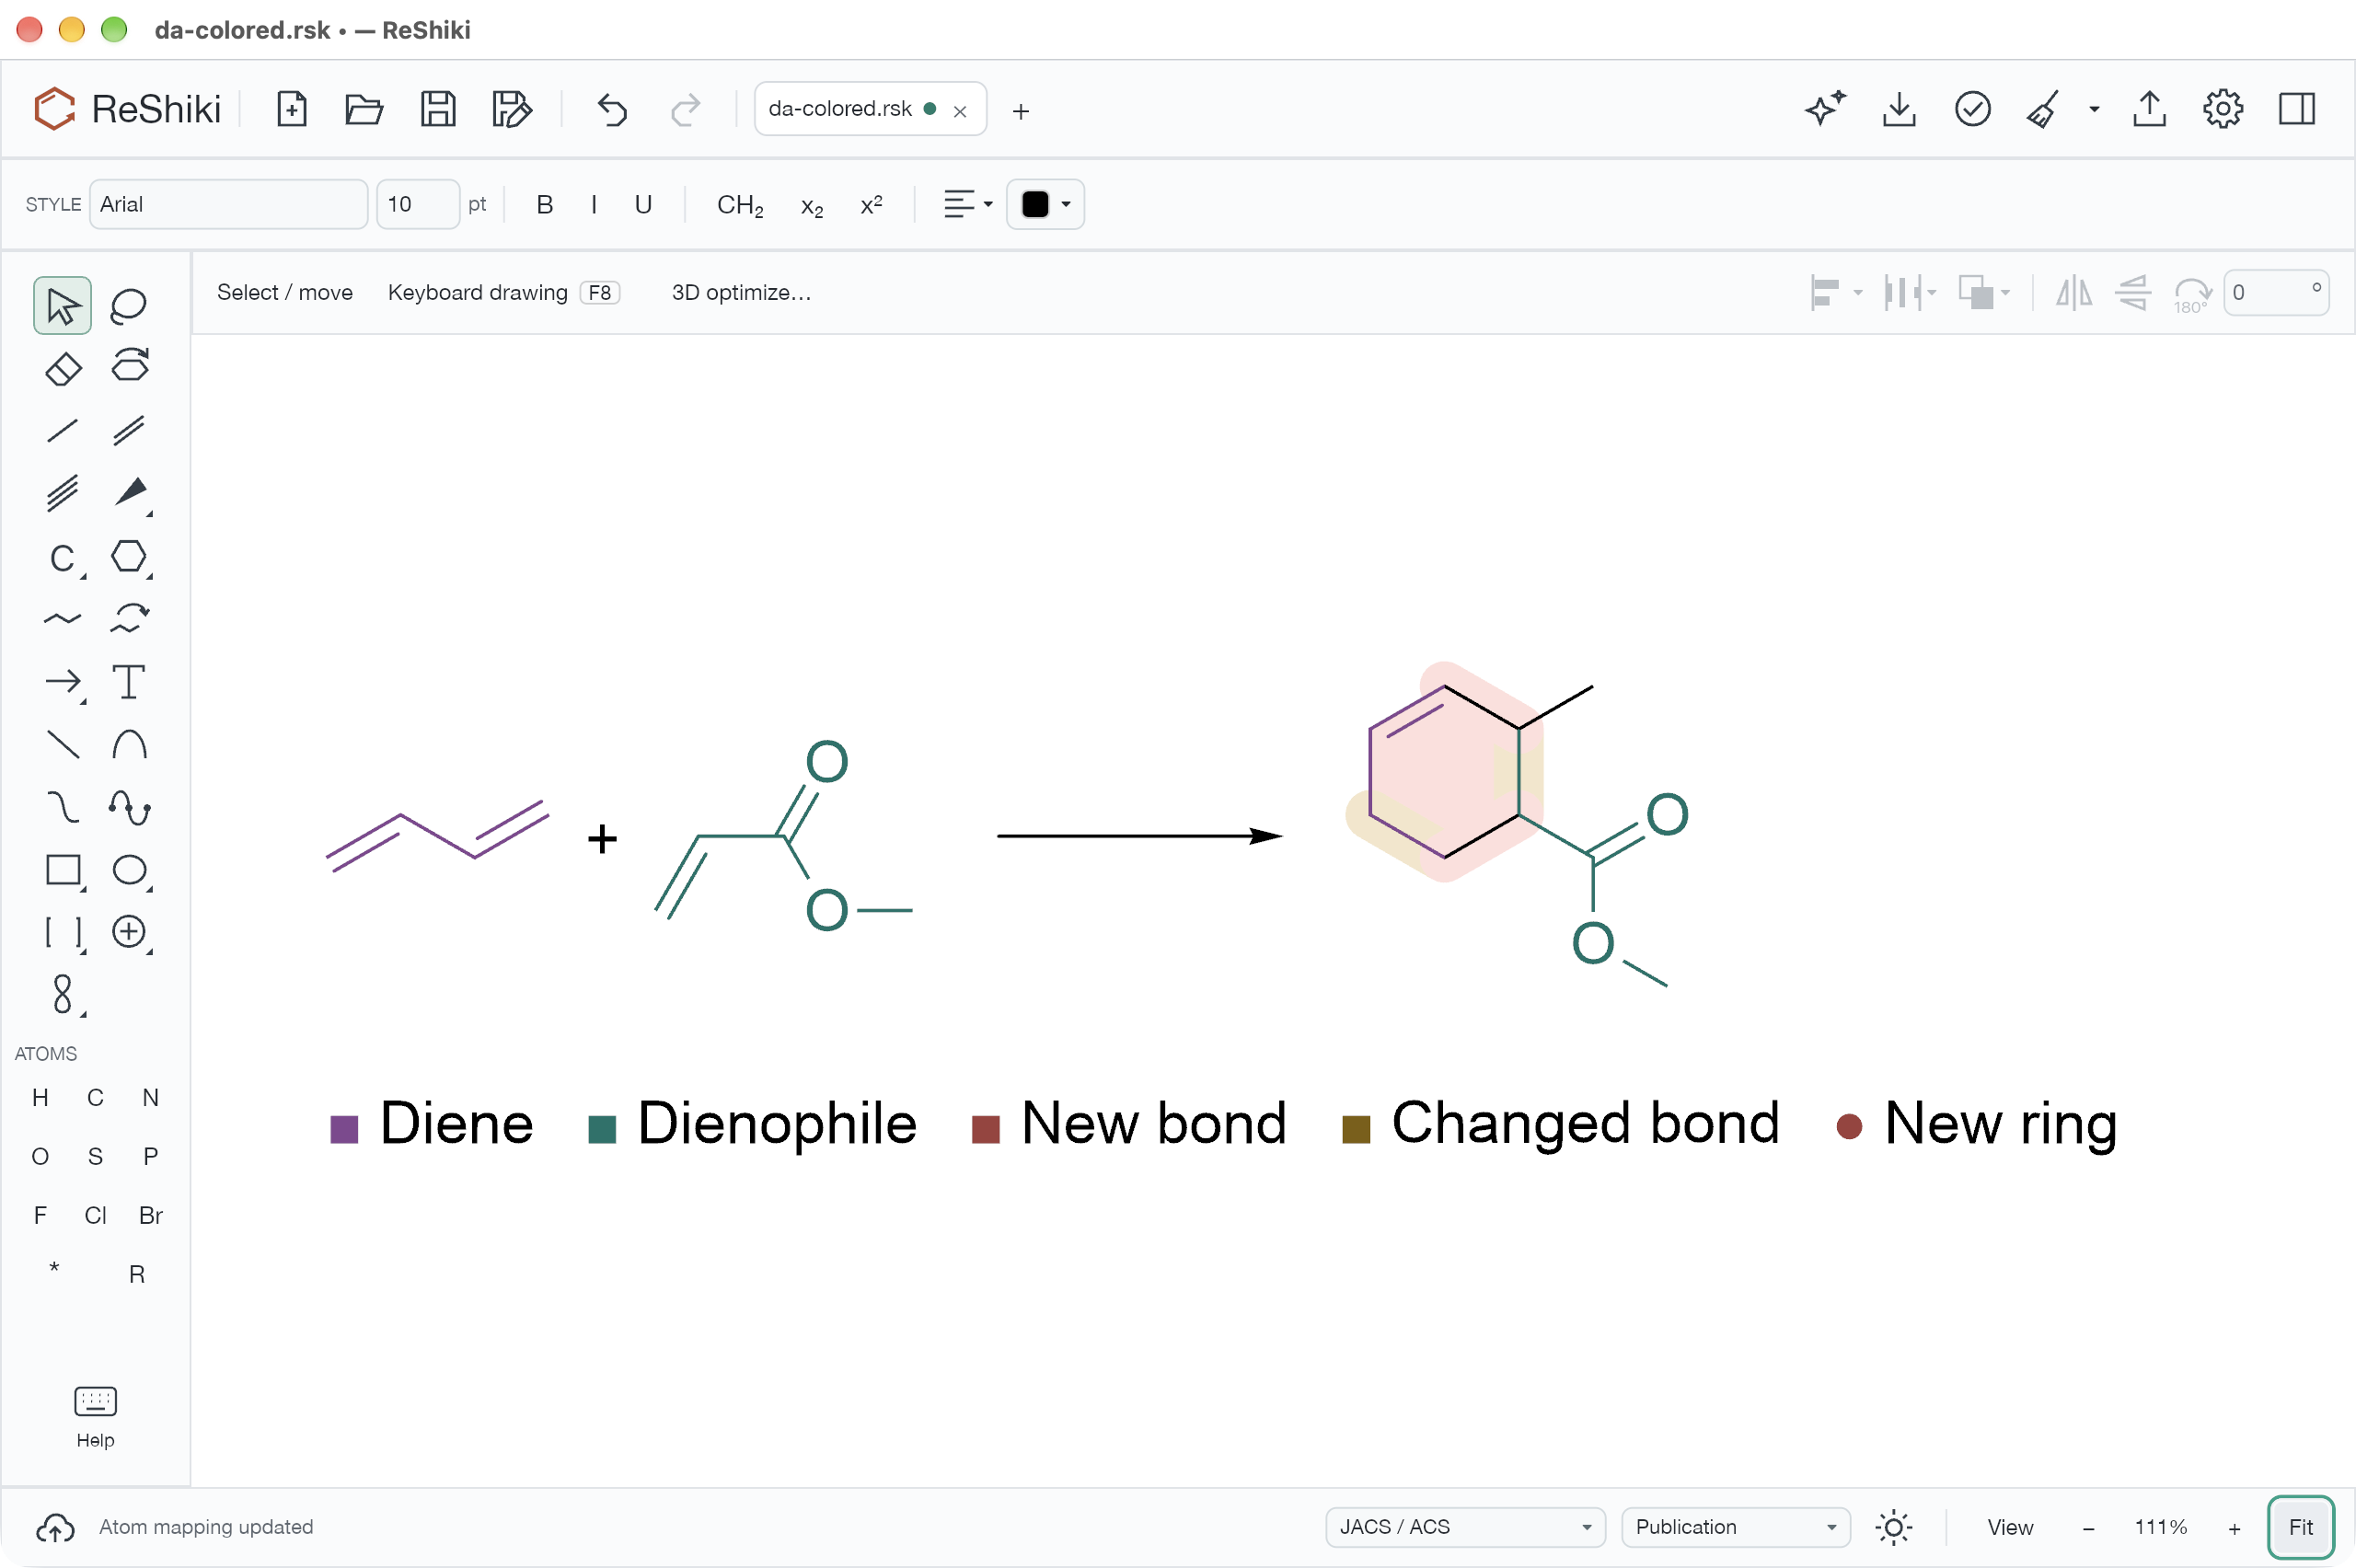 da-colored.rsk • — ReShiki
ReShiki
da-colored.rsk
STYLE Arial 10 pt B I U CH₂ x₂ x²
Select / move Keyboard drawing F8 3D optimize... 180° 0 °
C
T
O
O
+
O
O
Diene Dienophile New bond Changed bond New ring
ATOMS
H C N
O S P
F Cl Br
* R
Help
Atom mapping updated JACS / ACS Publication View – 111% + Fit